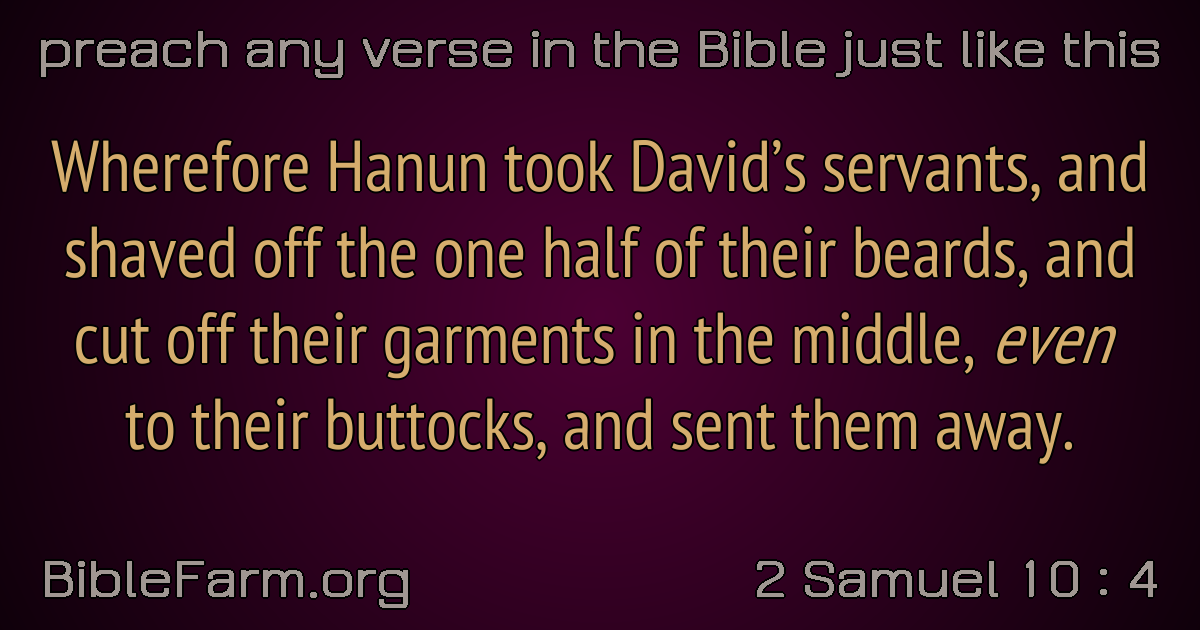 preach any verse in the Bible just like this
Wherefore Hanun took David’s servants, and
shaved off the one half of their beards, and
cut off their garments in the middle, even
to their buttocks, and sent them away.
BibleFarm.org
2 Samuel 10 : 4